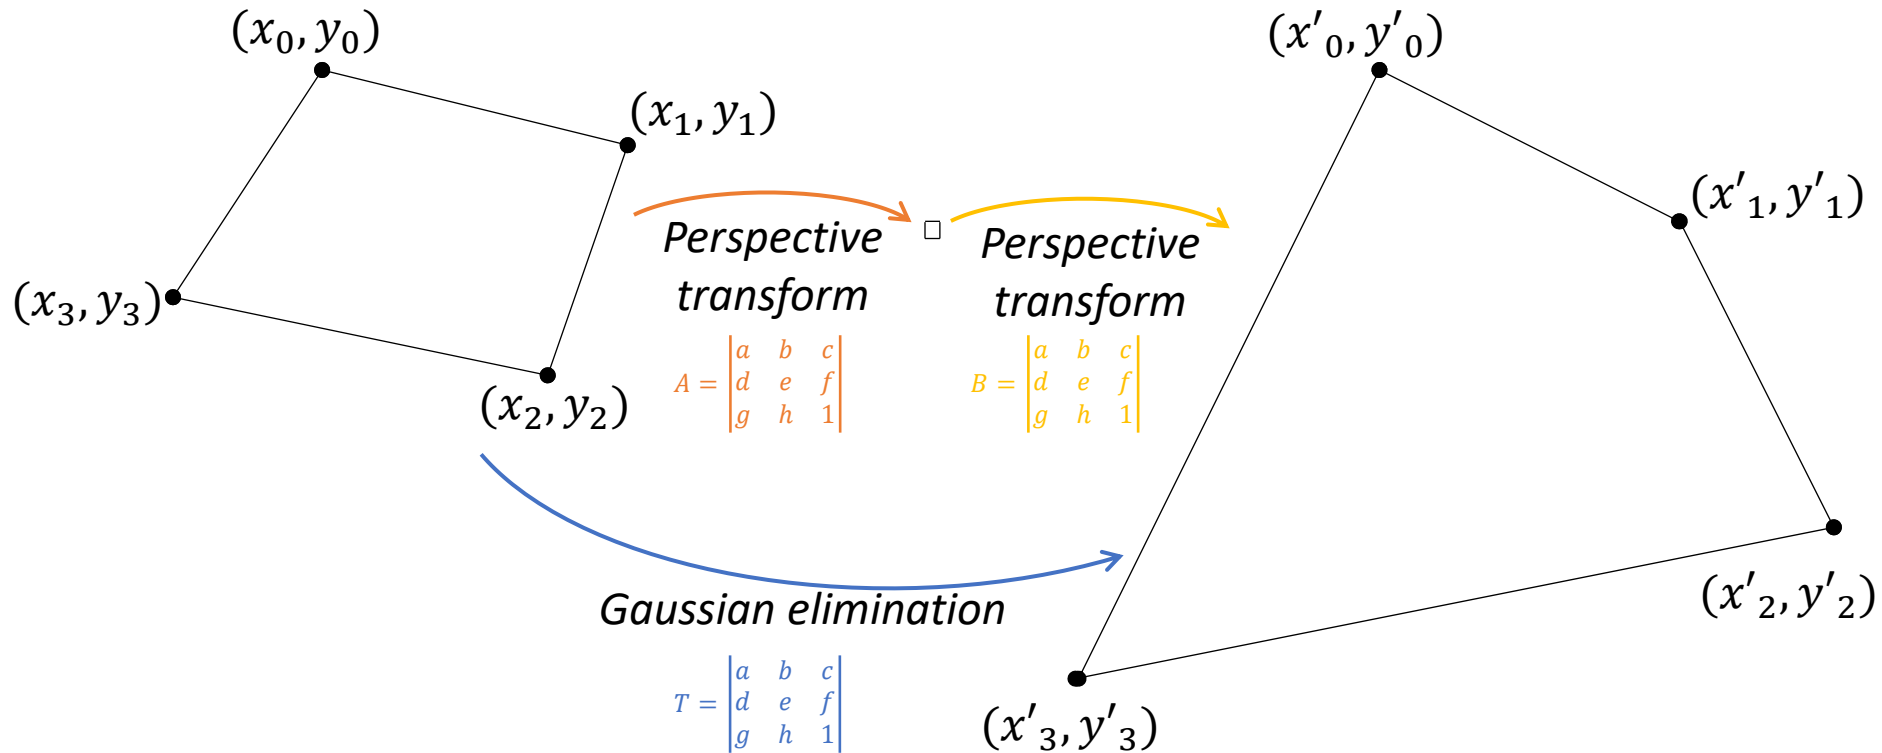 (x₀, y₀)
(x₁, y₁)
(x₃, y₃)
(x₂, y₂)
Perspective
transform
A = |a b c|
|d e f|
|g h 1|
Perspective
transform
B = |a b c|
|d e f|
|g h 1|
Gaussian elimination
T = |a b c|
|d e f|
|g h 1|
(x′₀, y′₀)
(x′₁, y′₁)
(x′₂, y′₂)
(x′₃, y′₃)